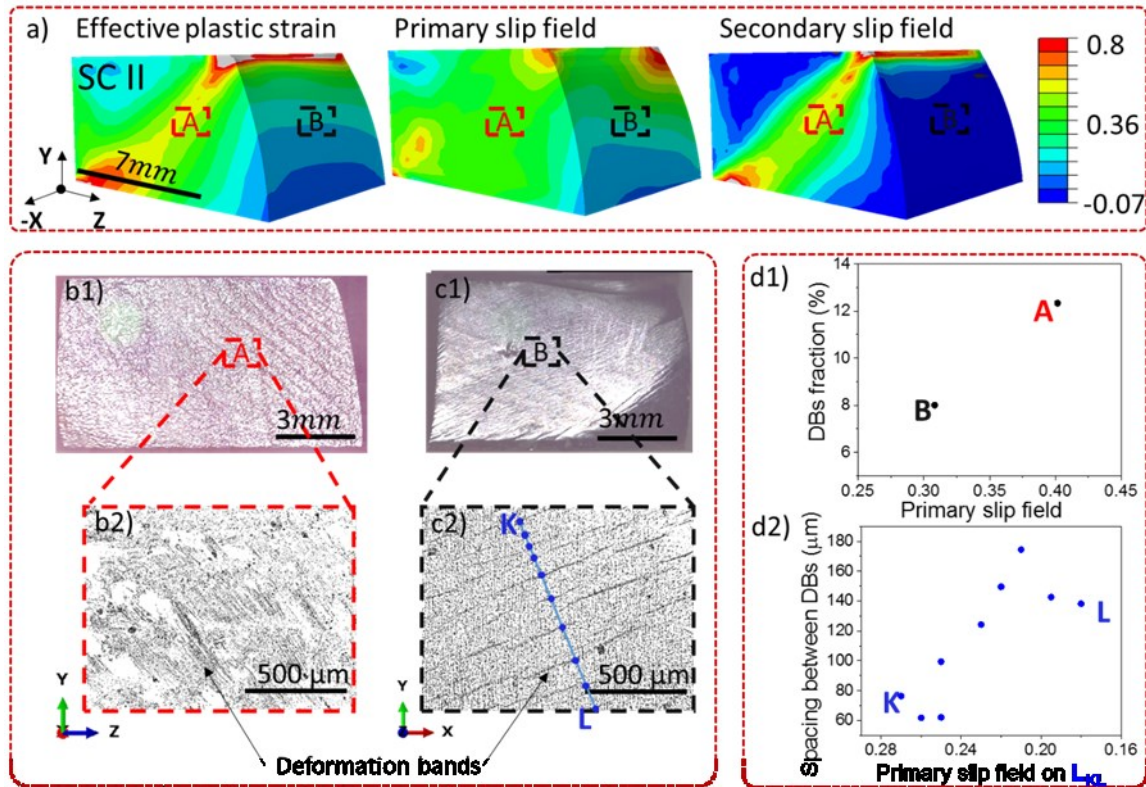 a) Effective plastic strain Primary slip field Secondary slip field
SC II
A B A B A B
0.8
0.36
-0.07
7mm
Y
-X Z
b1) c1)
A B
3mm 3mm
b2) c2)
K
L
500 μm 500 μm
Y Z Y X
Deformation bands
d1)
DBs fraction (%)
14
12
10
8
6
A
B
0.25 0.30 0.35 0.40 0.45
Primary slip field
d2)
Spacing between DBs (μm)
180
160
140
120
100
80
60
K
L
0.28 0.24 0.20 0.16
Primary slip field on LKL